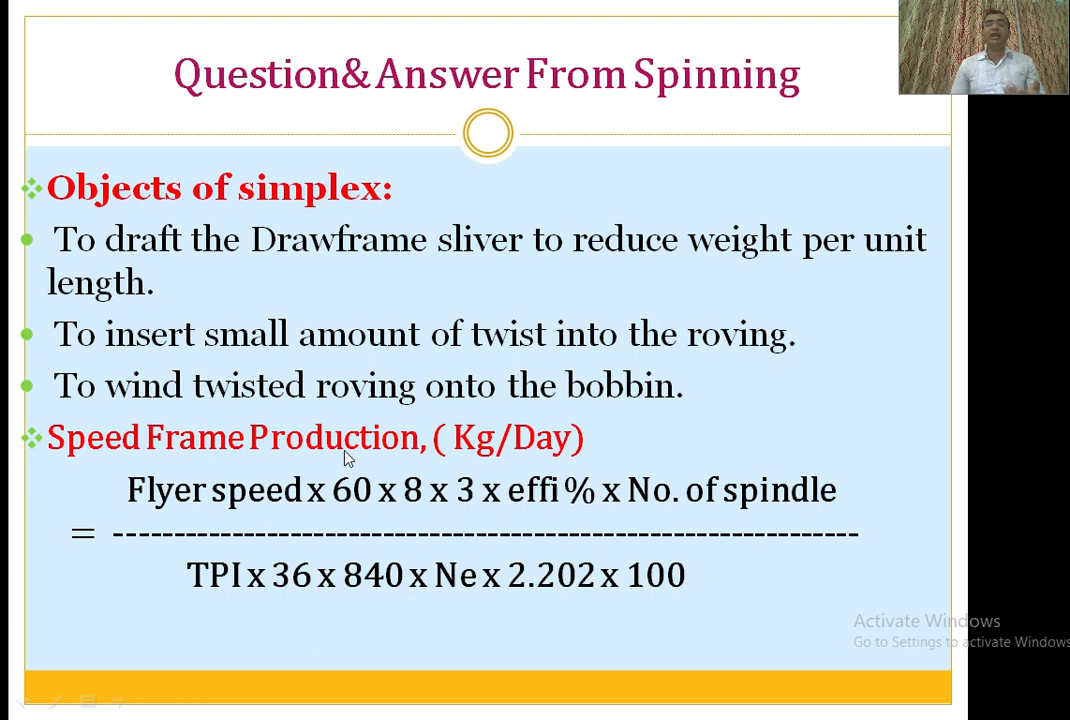 Question& Answer From Spinning
Objects of simplex:
To draft the Drawframe sliver to reduce weight per unit
length.
To insert small amount of twist into the roving.
To wind twisted roving onto the bobbin.
Speed Frame Production, ( Kg/Day)
Flyer speed x 60 x 8 x 3 x effi % x No. of spindle
= -------------------------------------------------------------
TPI x 36 x 840 x Ne x 2.202 x 100
Activate Windows
Go to Settings to activate Windows